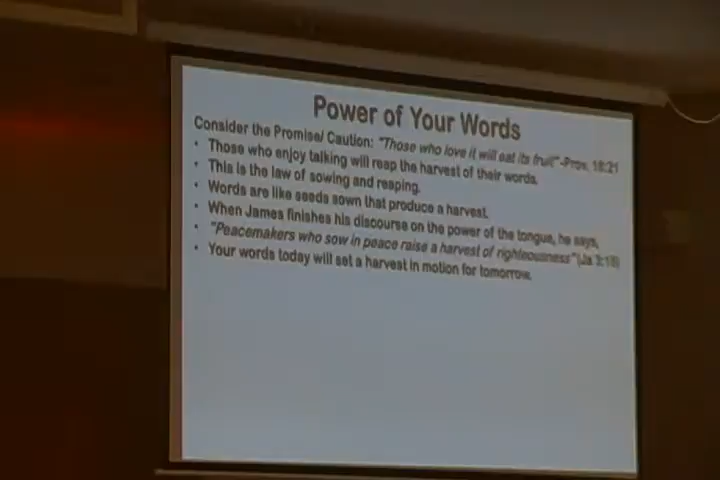 Power of Your Words
Consider the Promise/ Caution: "Those who love it will eat its fruit"-Prov. 18:21
• Those who enjoy talking will reap the harvest of their words.
• This is the law of sowing and reaping.
• Words are like seeds sown that produce a harvest.
• When James finishes his discourse on the power of the tongue, he says,
• "Peacemakers who sow in peace raise a harvest of righteousness"(Ja 3:18)
• Your words today will set a harvest in motion for tomorrow.